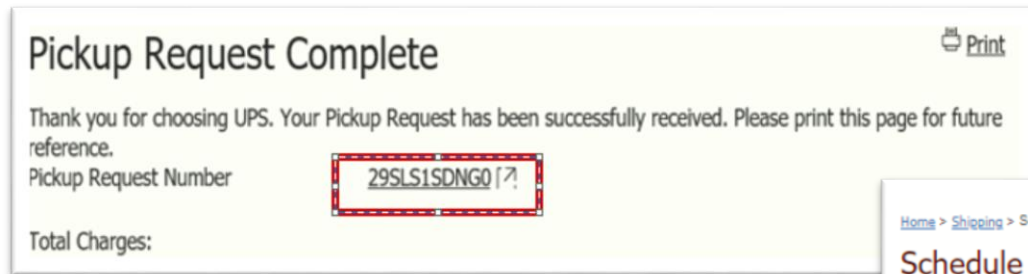 Pickup Request Complete
Print
Thank you for choosing UPS. Your Pickup Request has been successfully received. Please print this page for future
reference.
Pickup Request Number 29SLS1SDNG0
Total Charges:
Home > Shipping > S
Schedule